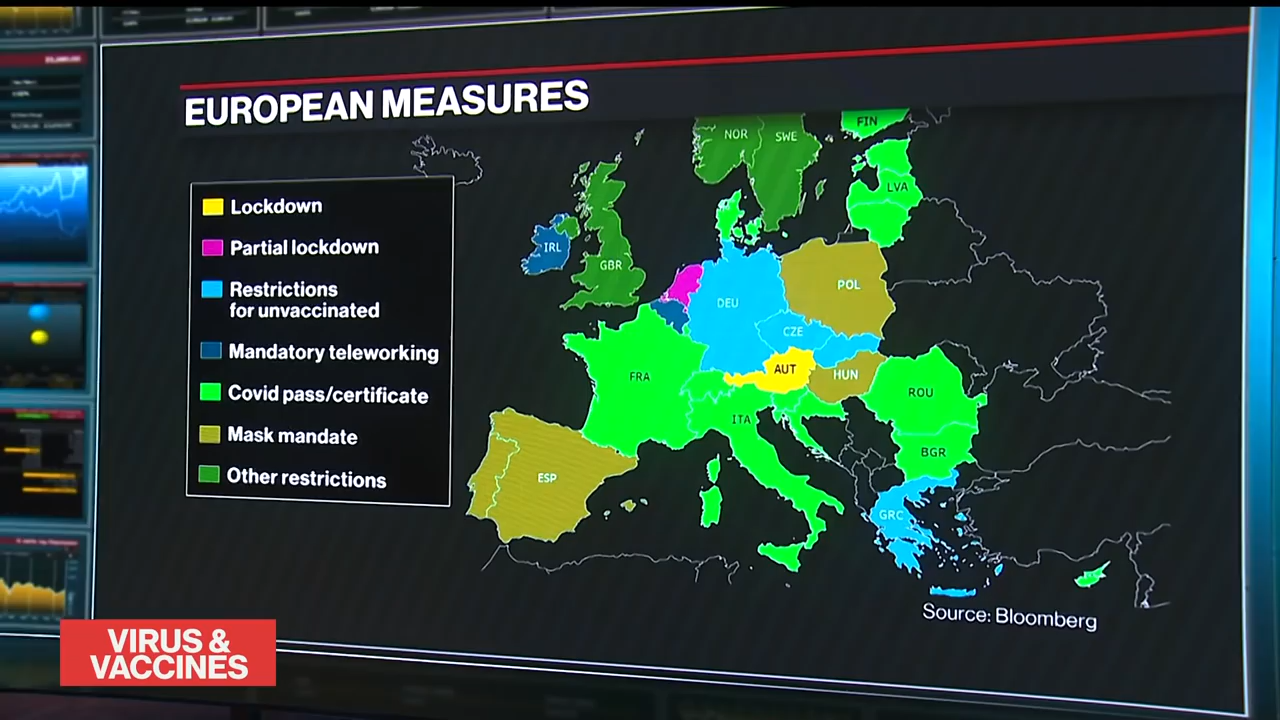 EUROPEAN MEASURES
Lockdown
Partial lockdown
Restrictions
for unvaccinated
Mandatory teleworking
Covid pass/certificate
Mask mandate
Other restrictions
NOR
SWE
FIN
LVA
IRL
GBR
POL
DEU
CZE
AUT
HUN
FRA
ROU
ITA
BGR
ESP
GRC
Source: Bloomberg
VIRUS &
VACCINES